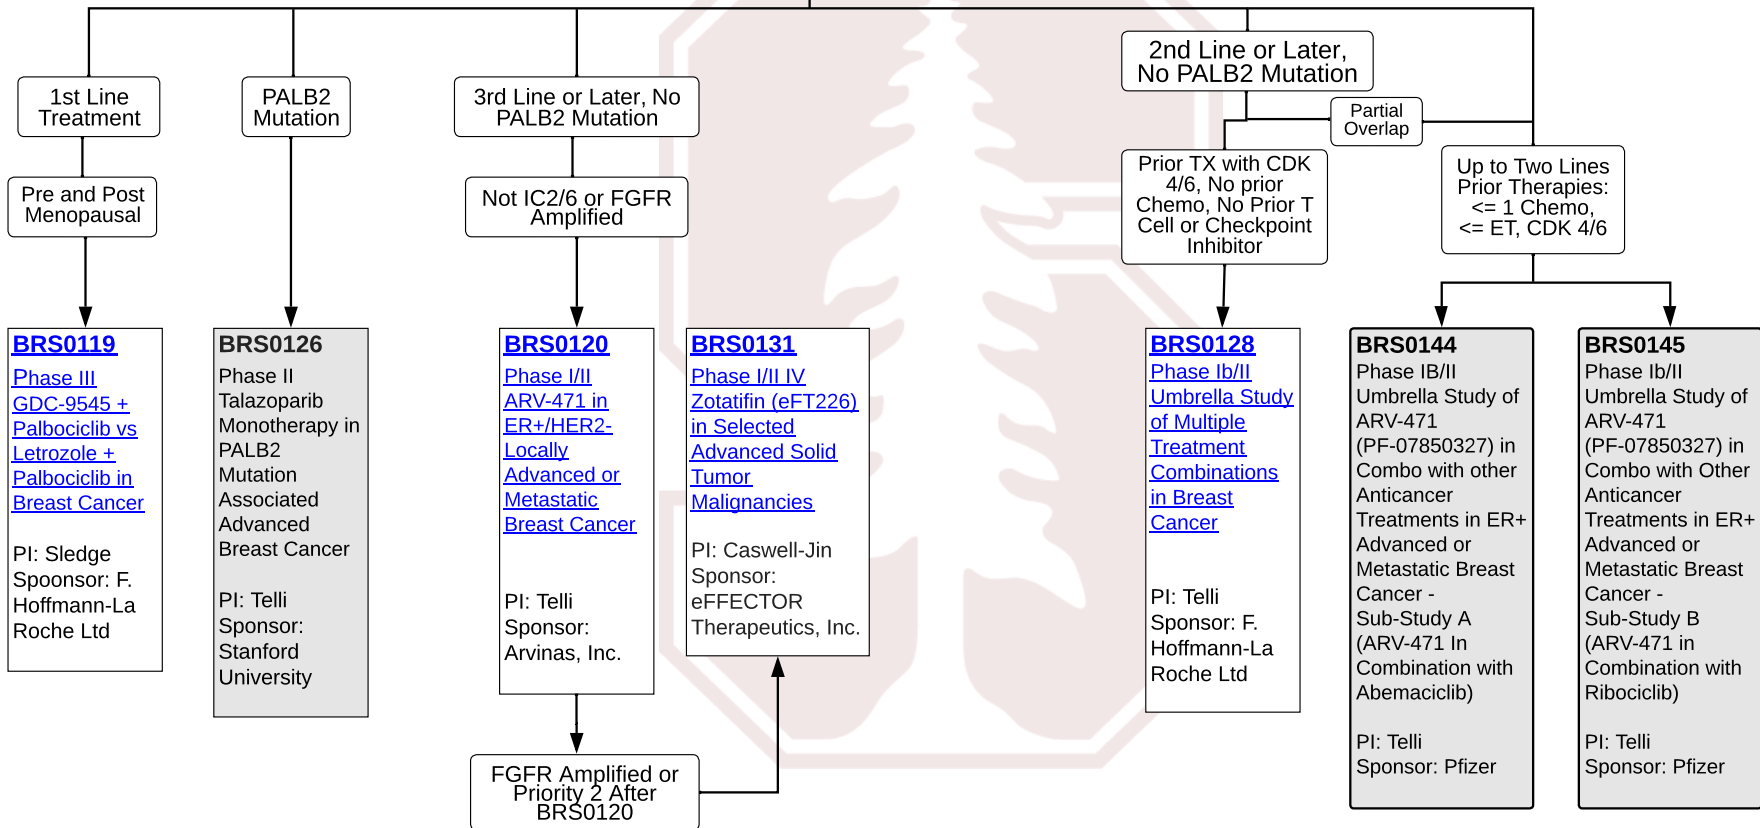 1st Line
Treatment
PALB2
Mutation
3rd Line or Later, No
PALB2 Mutation
2nd Line or Later,
No PALB2 Mutation
Partial
Overlap
Pre and Post
Menopausal
Not IC2/6 or FGFR
Amplified
Prior TX with CDK
4/6, No prior
Chemo, No Prior T
Cell or Checkpoint
Inhibitor
Up to Two Lines
Prior Therapies:
<= 1 Chemo,
<= ET, CDK 4/6
BRS0119
Phase III
GDC-9545 +
Palbociclib vs
Letrozole +
Palbociclib in
Breast Cancer
PI: Sledge
Spoonsor: F.
Hoffmann-La
Roche Ltd
BRS0126
Phase II
Talazoparib
Monotherapy in
PALB2
Mutation
Associated
Advanced
Breast Cancer
PI: Telli
Sponsor:
Stanford
University
BRS0120
Phase I/II
ARV-471 in
ER+/HER2-
Locally
Advanced or
Metastatic
Breast Cancer
PI: Telli
Sponsor:
Arvinas, Inc.
BRS0131
Phase I/II IV
Zotatifin (eFT226)
in Selected
Advanced Solid
Tumor
Malignancies
PI: Caswell-Jin
Sponsor:
eFFECTOR
Therapeutics, Inc.
BRS0128
Phase Ib/II
Umbrella Study
of Multiple
Treatment
Combinations
in Breast
Cancer
PI: Telli
Sponsor: F.
Hoffmann-La
Roche Ltd
BRS0144
Phase IB/II
Umbrella Study of
ARV-471
(PF-07850327) in
Combo with other
Anticancer
Treatments in ER+
Advanced or
Metastatic Breast
Cancer -
Sub-Study A
(ARV-471 In
Combination with
Abemaciclib)
PI: Telli
Sponsor: Pfizer
BRS0145
Phase Ib/II
Umbrella Study of
ARV-471
(PF-07850327) in
Combo with Other
Anticancer
Treatments in ER+
Advanced or
Metastatic Breast
Cancer -
Sub-Study B
(ARV-471 in
Combination with
Ribociclib)
PI: Telli
Sponsor: Pfizer
FGFR Amplified or
Priority 2 After
BRS0120